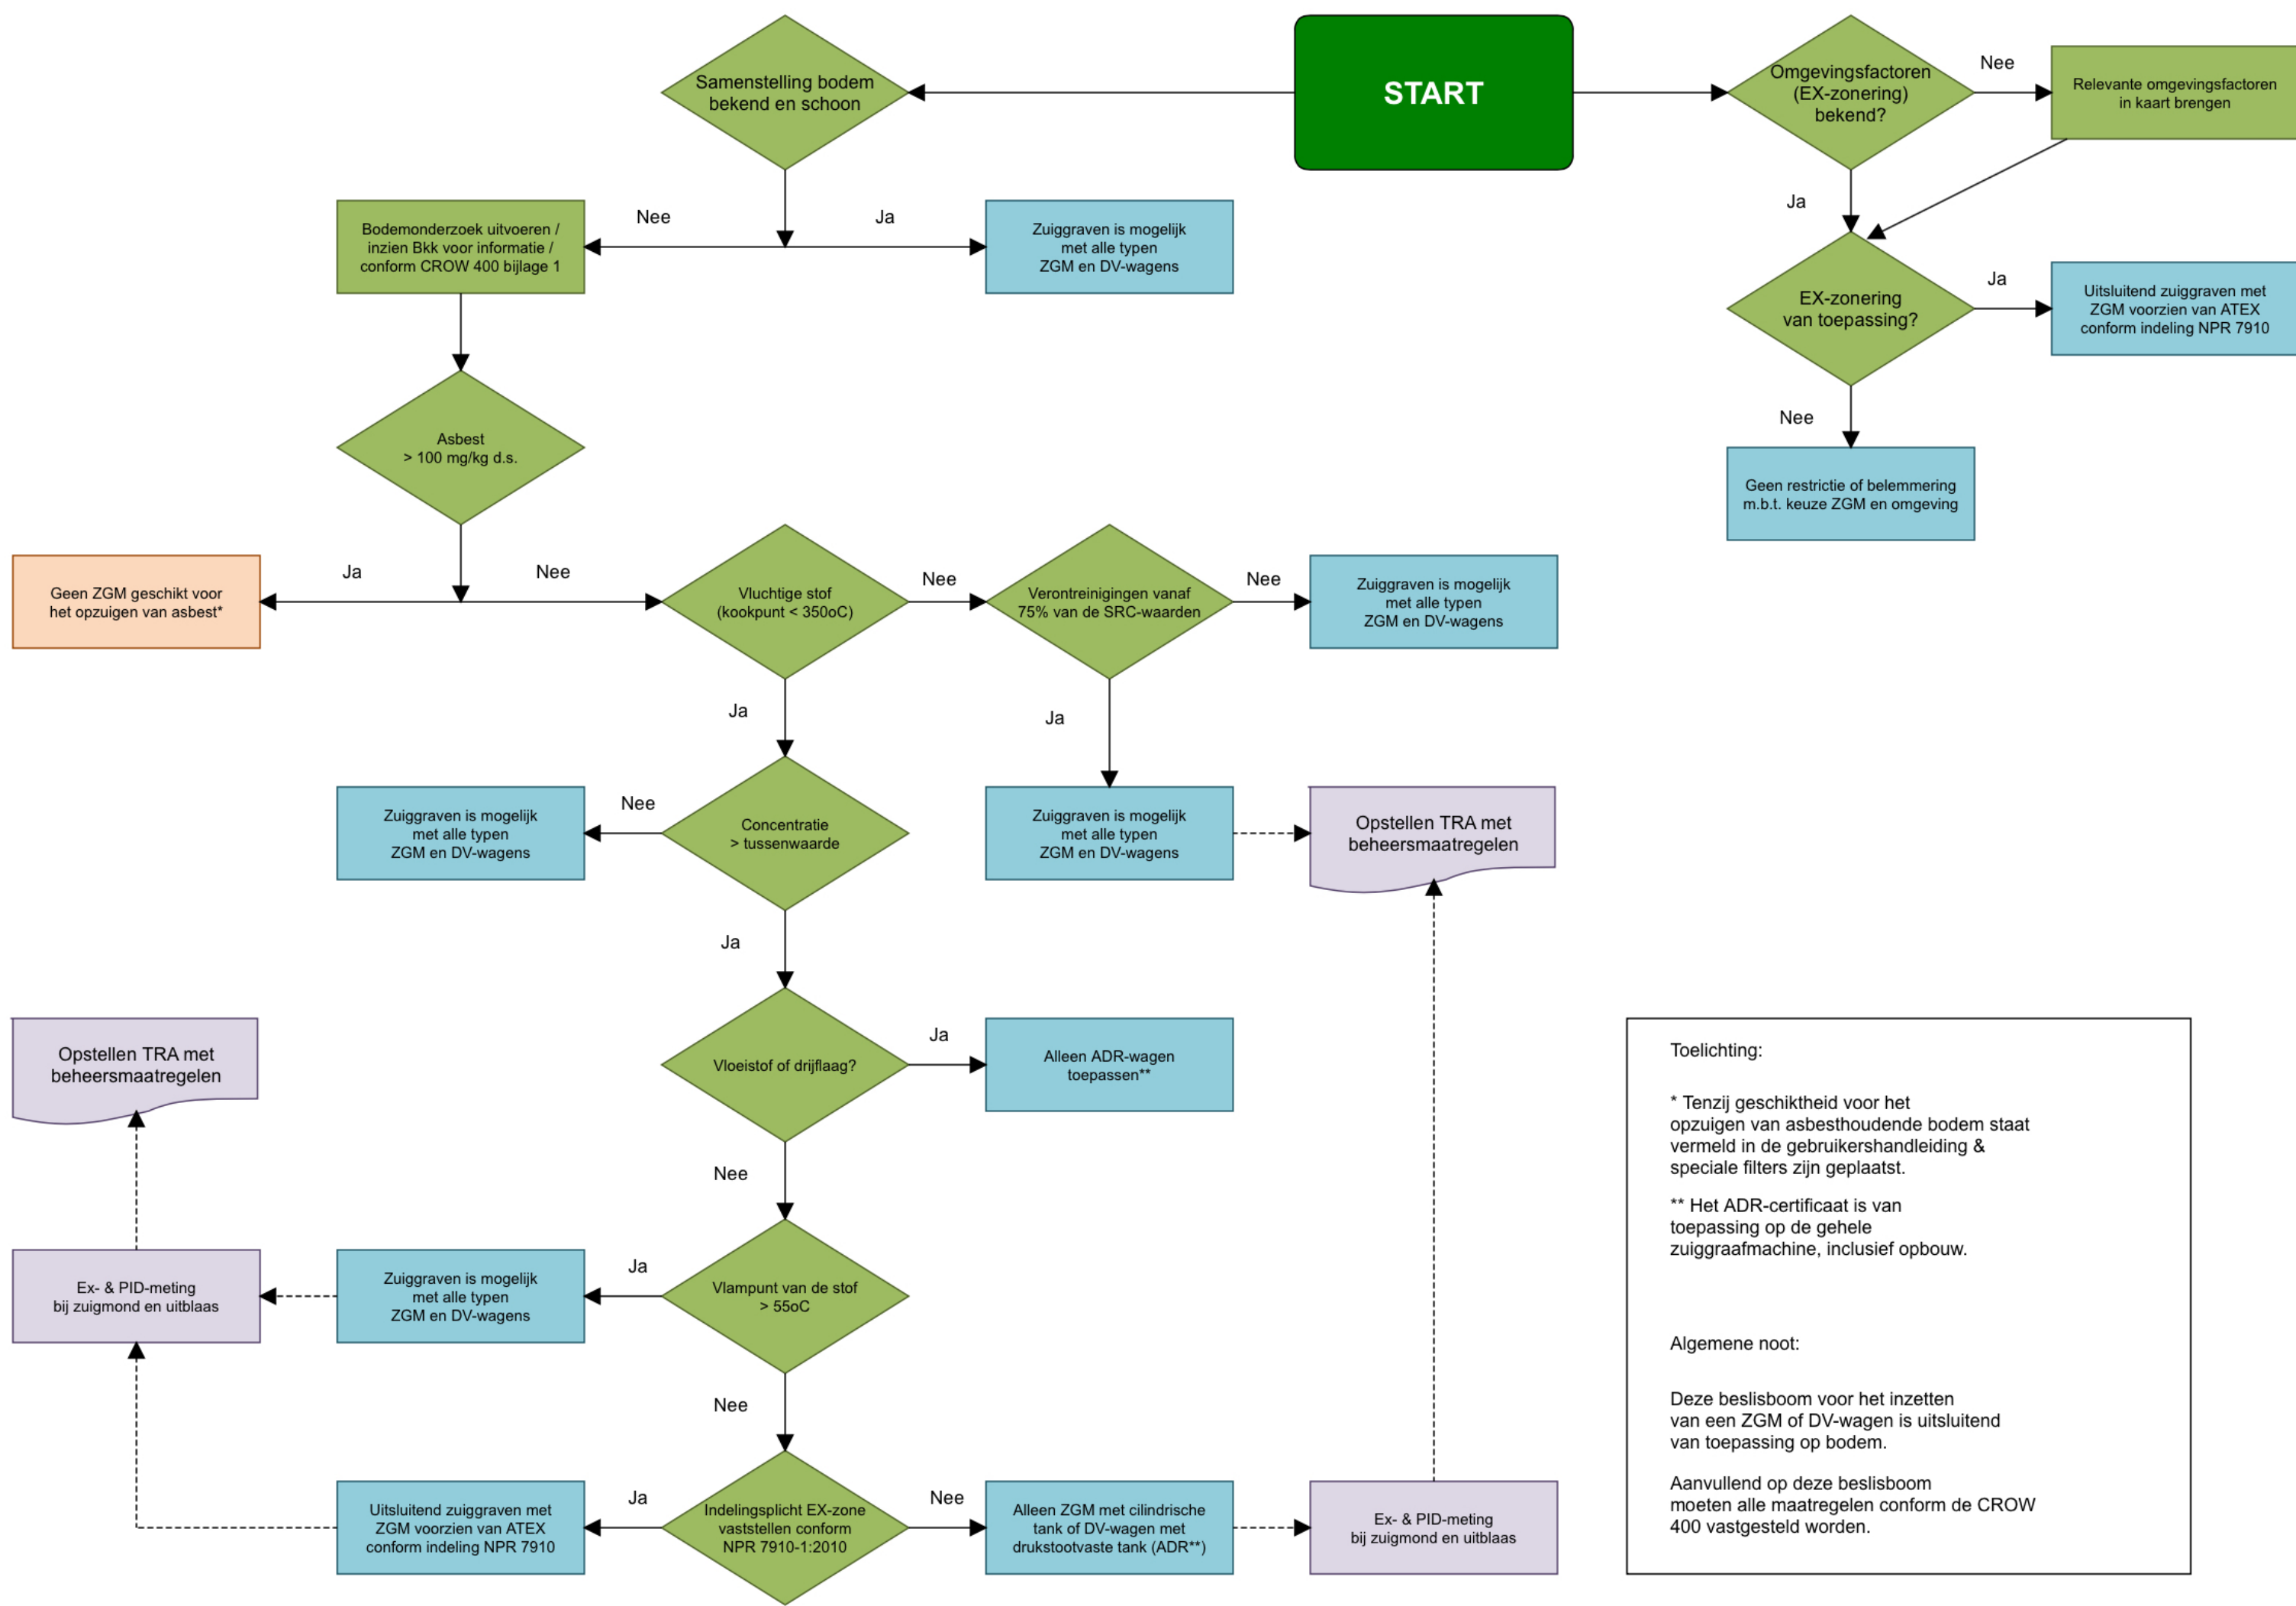 Samenstelling bodem
bekend en schoon
START
Omgevingsfactoren
(EX-zonering)
bekend?
Nee
Relevante omgevingsfactoren
in kaart brengen
Bodemonderzoek uitvoeren /
inzien Bkk voor informatie /
conform CROW 400 bijlage 1
Nee
Ja
Zuiggraven is mogelijk
met alle typen
ZGM en DV-wagens
Ja
EX-zonering
van toepassing?
Ja
Uitsluitend zuiggraven met
ZGM voorzien van ATEX
conform indeling NPR 7910
Nee
Geen restrictie of belemmering
m.b.t. keuze ZGM en omgeving
Asbest
> 100 mg/kg d.s.
Geen ZGM geschikt voor
het opzuigen van asbest*
Ja
Nee
Vluchtige stof
(kookpunt < 350oC)
Nee
Verontreinigingen vanaf
75% van de SRC-waarden
Nee
Zuiggraven is mogelijk
met alle typen
ZGM en DV-wagens
Ja
Ja
Zuiggraven is mogelijk
met alle typen
ZGM en DV-wagens
Nee
Concentratie
> tussenwaarde
Zuiggraven is mogelijk
met alle typen
ZGM en DV-wagens
Opstellen TRA met
beheersmaatregelen
Ja
Opstellen TRA met
beheersmaatregelen
Vloeistof of drijflaag?
Ja
Alleen ADR-wagen
toepassen**
Nee
Ex- & PID-meting
bij zuigmond en uitblaas
Zuiggraven is mogelijk
met alle typen
ZGM en DV-wagens
Ja
Vlampunt van de stof
> 55oC
Nee
Uitsluitend zuiggraven met
ZGM voorzien van ATEX
conform indeling NPR 7910
Ja
Indelingsplicht EX-zone
vaststellen conform
NPR 7910-1:2010
Nee
Alleen ZGM met cilindrische
tank of DV-wagen met
drukstootvaste tank (ADR**)
Ex- & PID-meting
bij zuigmond en uitblaas
Toelichting:
* Tenzij geschiktheid voor het
opzuigen van asbesthoudende bodem staat
vermeld in de gebruikershandleiding &
speciale filters zijn geplaatst.
** Het ADR-certificaat is van
toepassing op de gehele
zuiggraafmachine, inclusief opbouw.
Algemene noot:
Deze beslisboom voor het inzetten
van een ZGM of DV-wagen is uitsluitend
van toepassing op bodem.
Aanvullend op deze beslisboom
moeten alle maatregelen conform de CROW
400 vastgesteld worden.